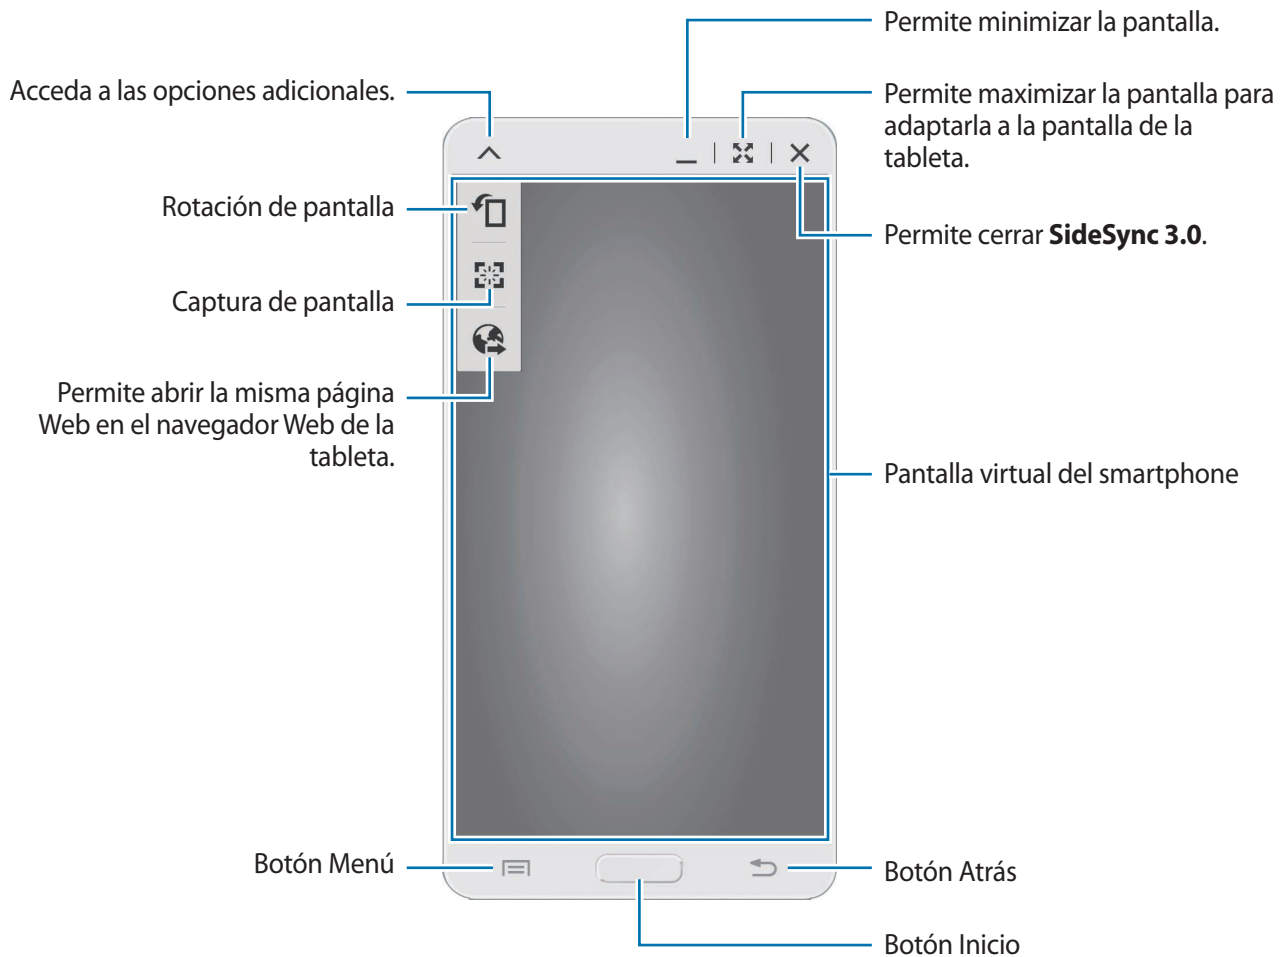 Permite minimizar la pantalla.
Acceda a las opciones adicionales.
Permite maximizar la pantalla para
adaptarla a la pantalla de la
tableta.
Rotación de pantalla
Permite cerrar SideSync 3.0.
Captura de pantalla
Permite abrir la misma página
Web en el navegador Web de la
tableta.
Pantalla virtual del smartphone
Botón Menú
Botón Atrás
Botón Inicio